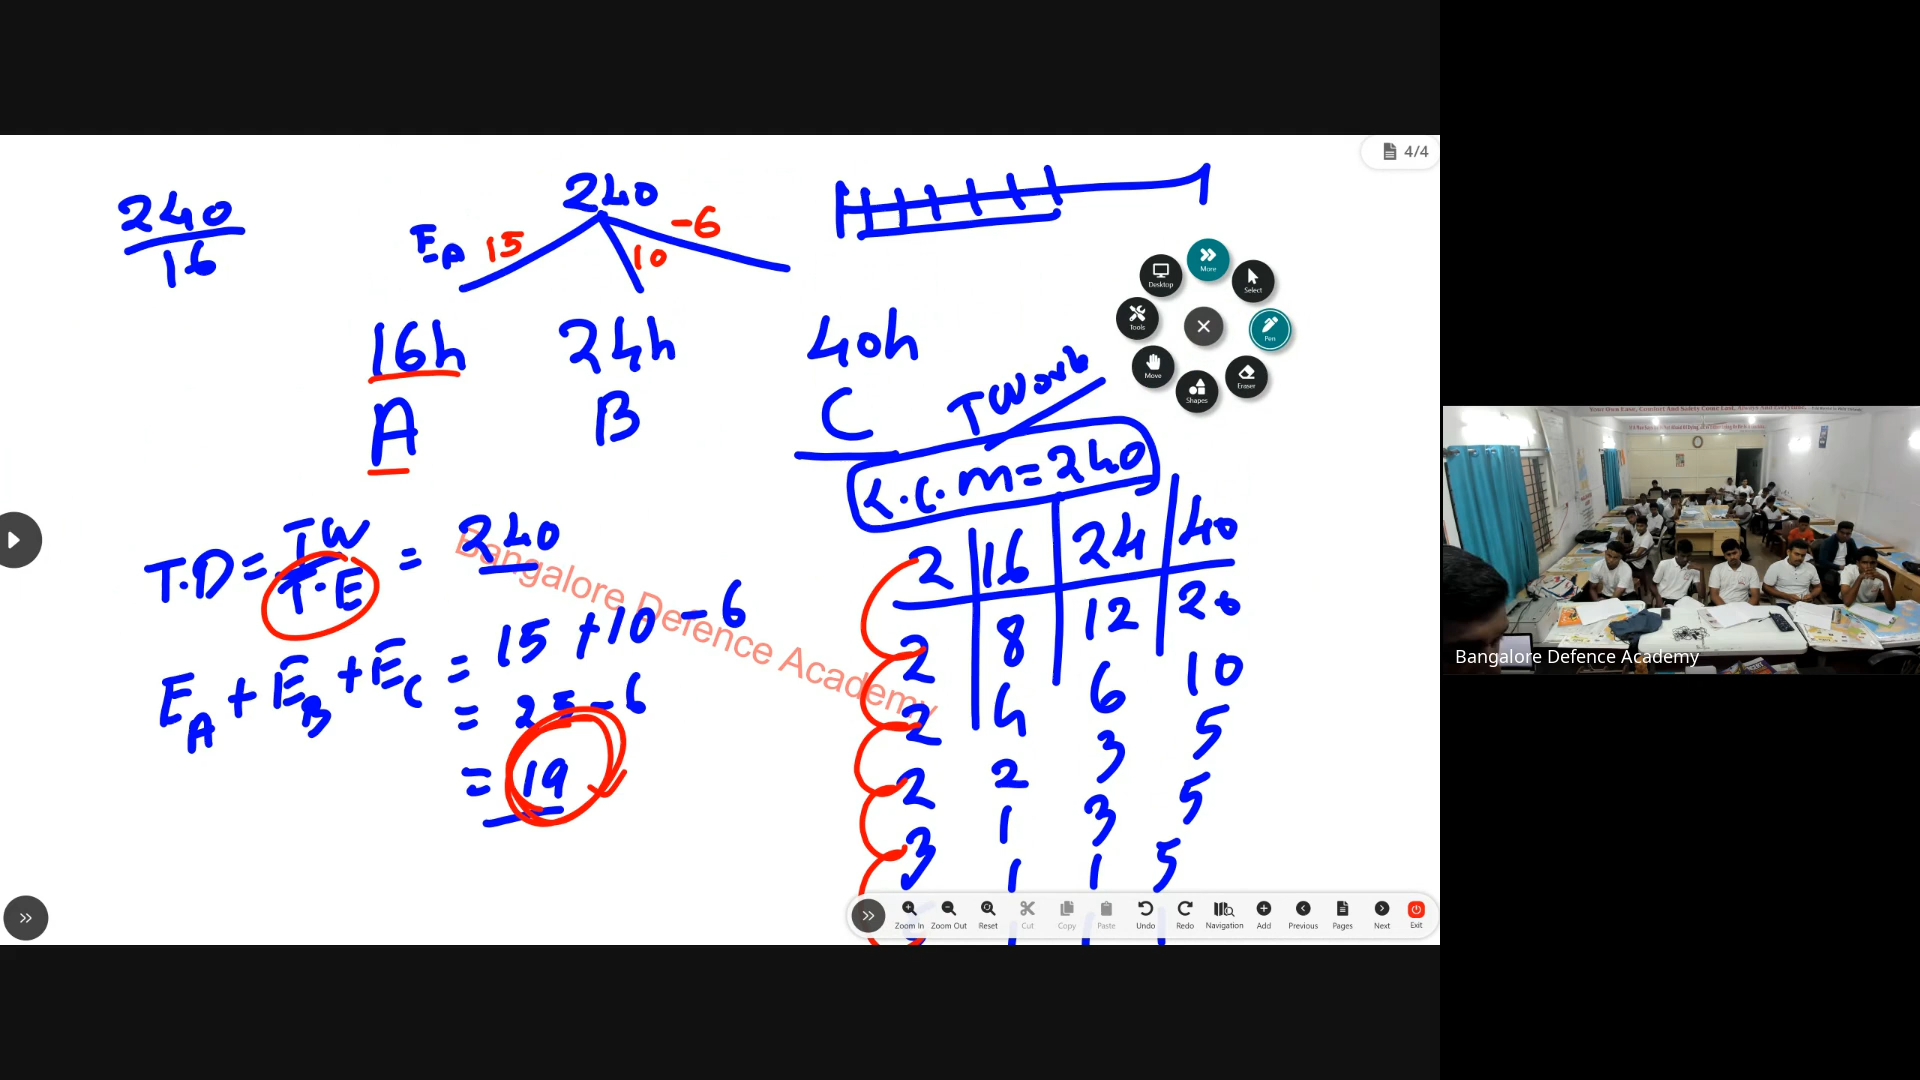 4/4
240
16
240
EA 15
10
-6
16h 24h 40h
A B C
TWork
L.C.M=240
T.D = TW = 240
T.E
EA + EB + EC = 15 +10 -6
= 25-6
= 19
2 16 24 40
2 8 12 20
2 4 6 10
2 2 3 5
3 1 3 5
1 1 5
1 1 1
Bangalore Defence Academy
Desktop
More
Select
Tools
Pen
Move
Shapes
Eraser
Zoom In Zoom Out Reset Cut Copy Paste Undo Redo Navigation Add Previous Pages Next Exit
Bangalore Defence Academy